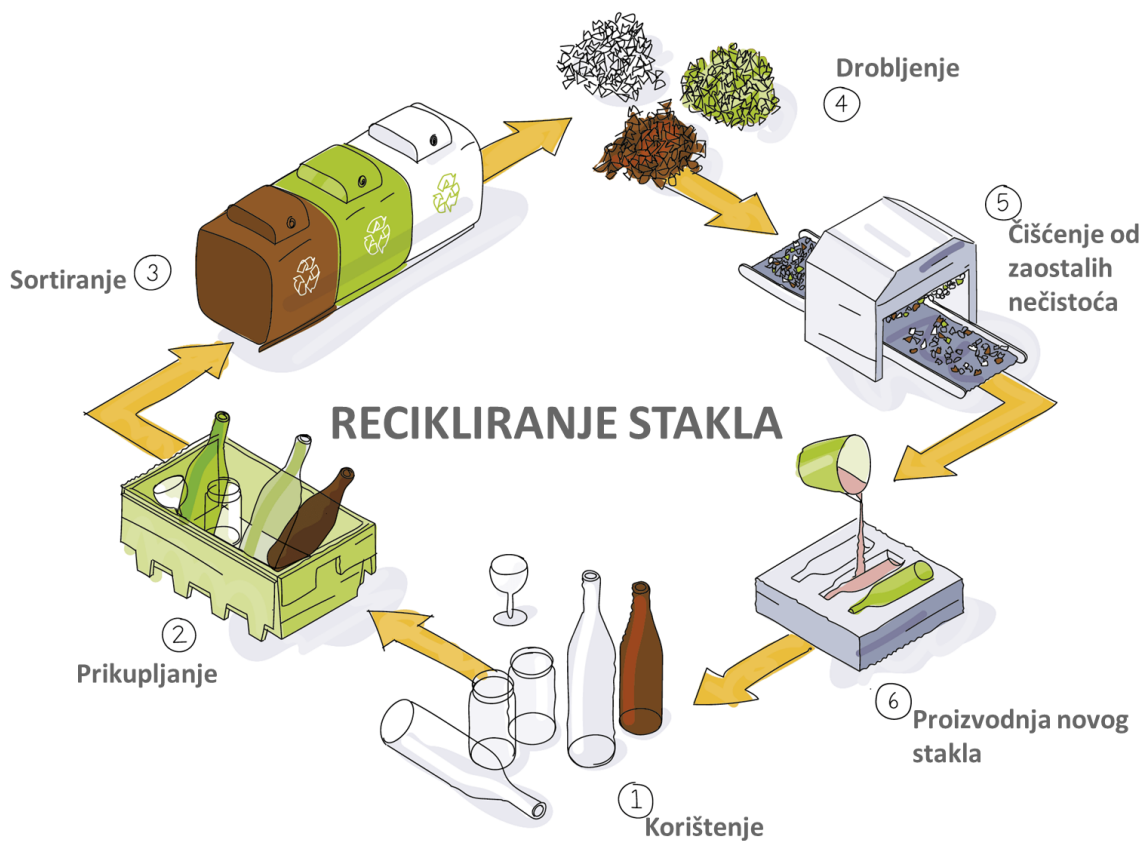 RECIKLIRANJE STAKLA
1
Korištenje
2
Prikupljanje
Sortiranje 3
Drobljenje
4
5
Čišćenje od
zaostalih
nečistoća
6
Proizvodnja novog
stakla